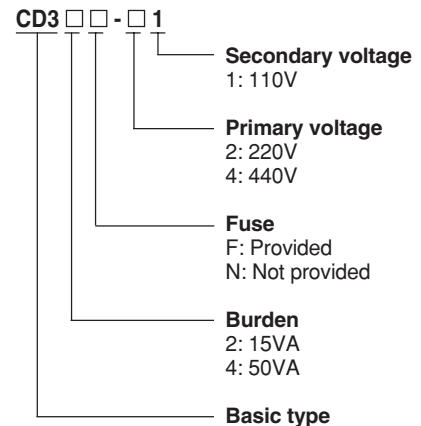 CD3 □ □ - □ 1
Secondary voltage
1: 110V
Primary voltage
2: 220V
4: 440V
Fuse
F: Provided
N: Not provided
Burden
2: 15VA
4: 50VA
Basic type